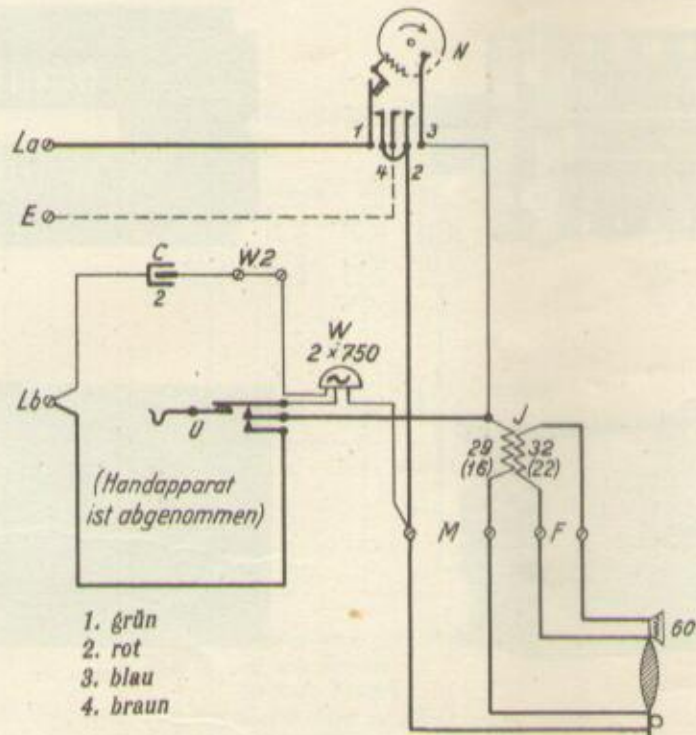 N
1
3
La
4
2
E
C
W2
2
W
2×750
Lb
U
J
29
(16)
32
(22)
(Handapparat
ist abgenommen)
M
F
60
1. grün
2. rot
3. blau
4. braun